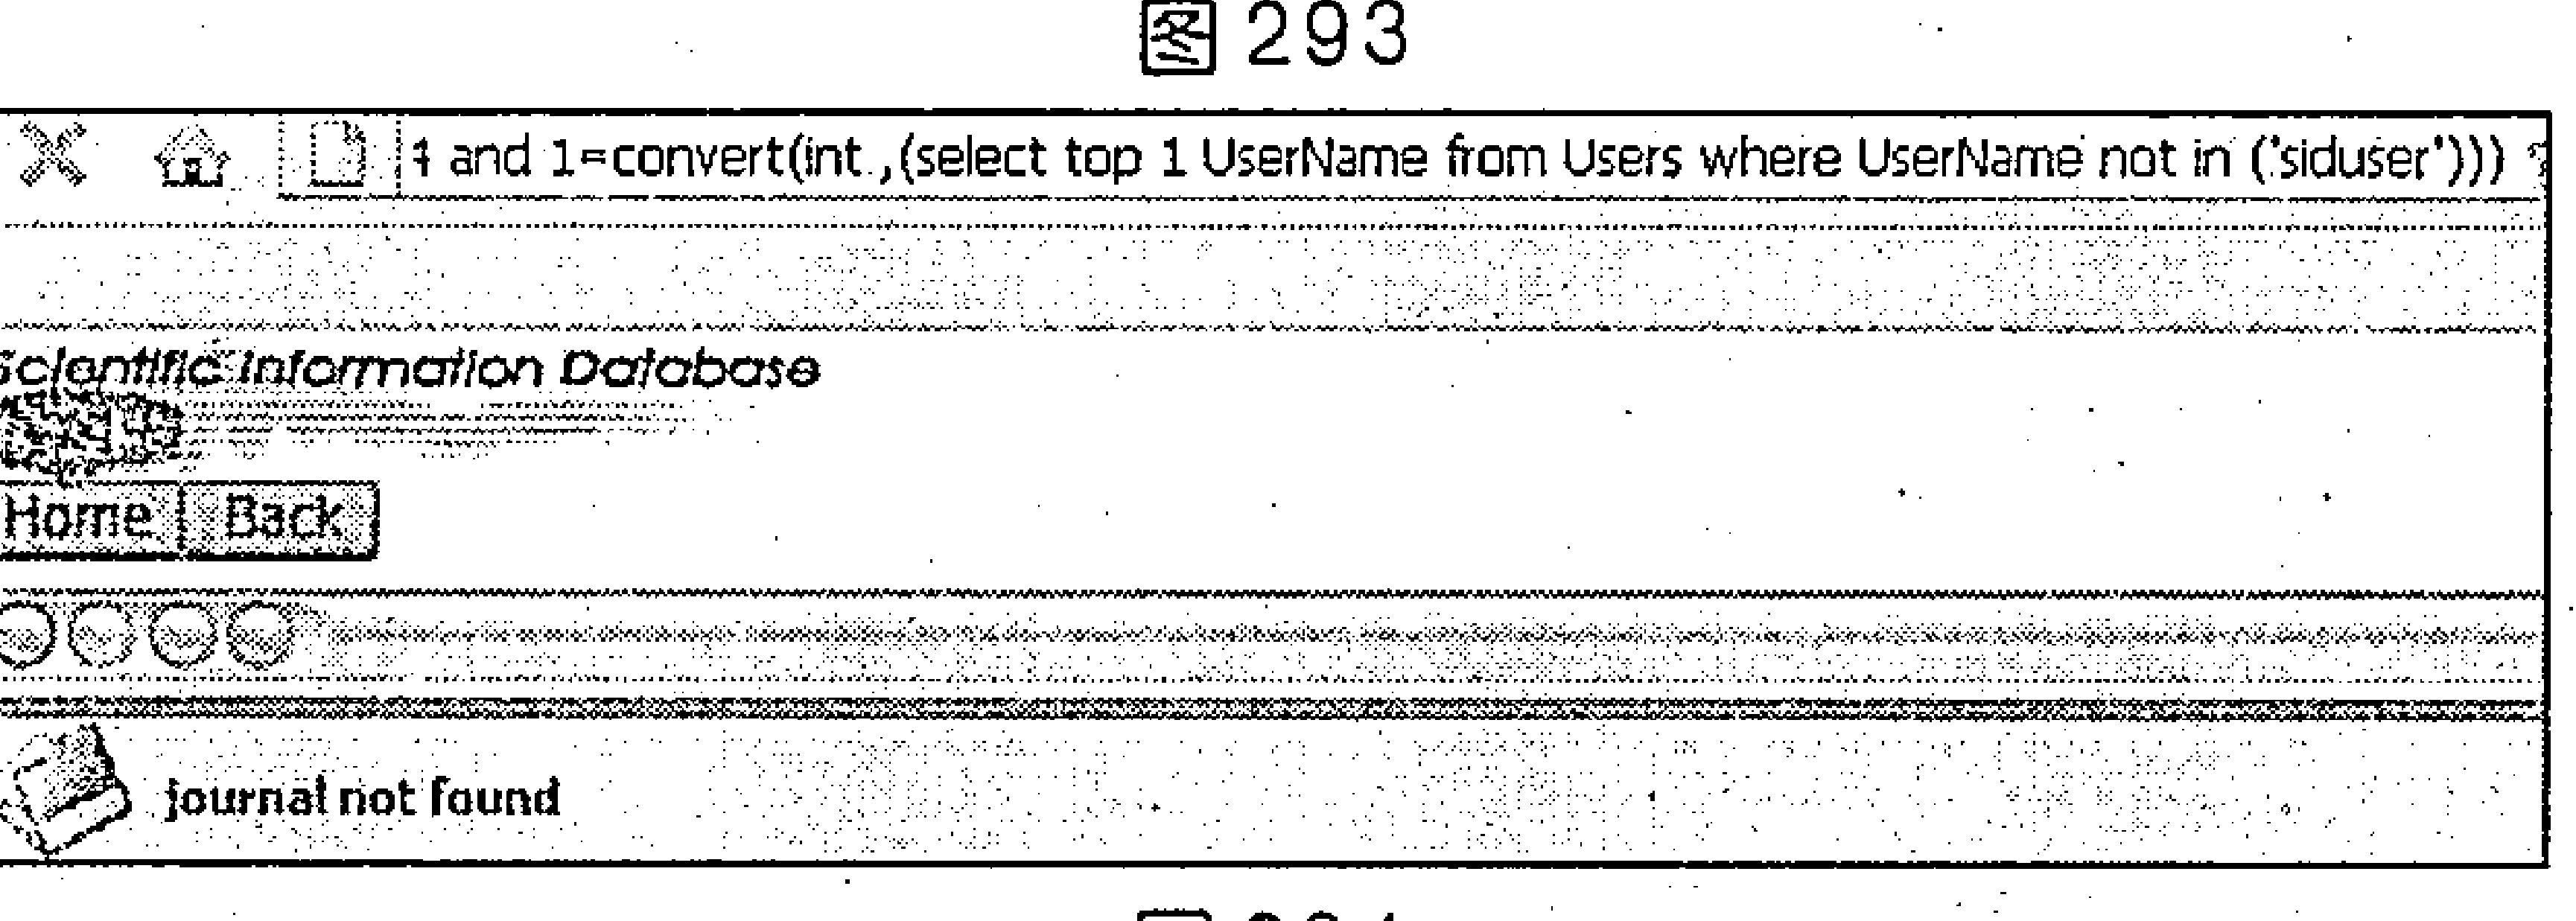 图 293
4 and 1=convert(int ,(select top 1 UserName from Users where UserName not in ('siduser')))
Scientific Information Database
Home Back
journal not found